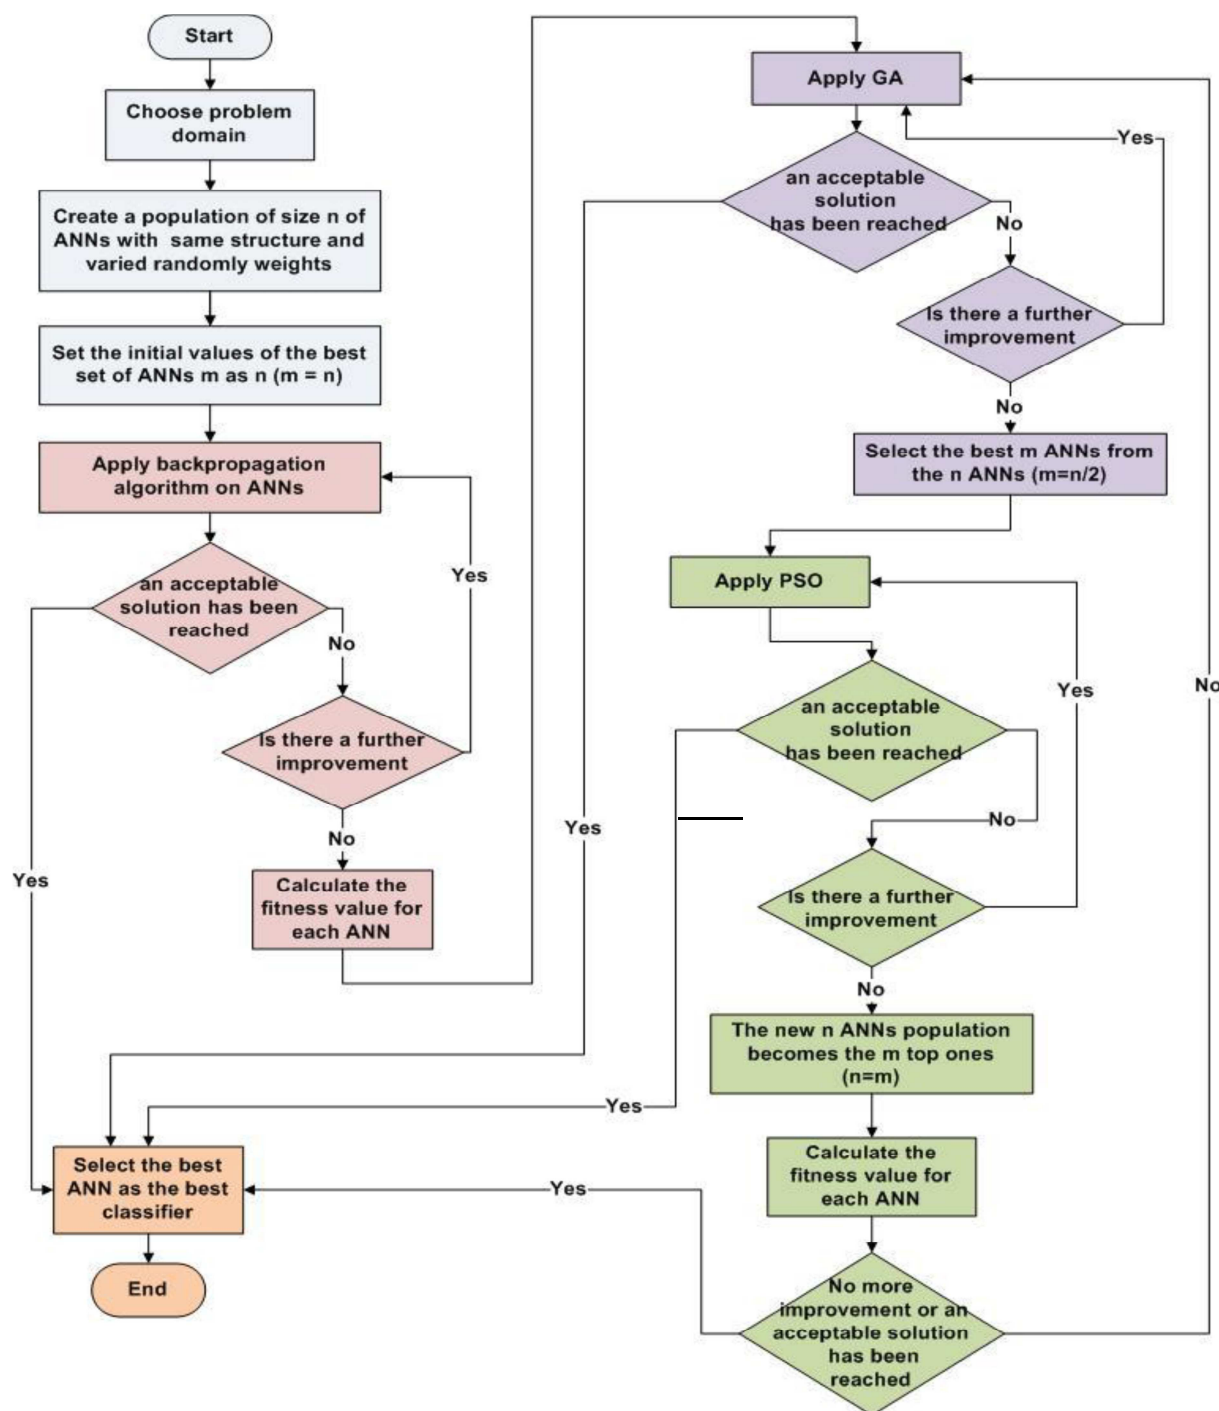 Start
Choose problem
domain
Create a population of size n of
ANNs with same structure and
varied randomly weights
Set the initial values of the best
set of ANNs m as n (m = n)
Apply backpropagation
algorithm on ANNs
an acceptable
solution has been
reached
Yes
No
Yes
Is there a further
improvement
No
Calculate the
fitness value for
each ANN
Apply GA
an acceptable
solution
has been reached
Yes
No
Yes
Is there a further
improvement
No
Select the best m ANNs from
the n ANNs (m=n/2)
Apply PSO
an acceptable
solution
has been reached
Yes
No
Yes
Is there a further
improvement
No
The new n ANNs population
becomes the m top ones
(n=m)
Calculate the
fitness value for
each ANN
No more
improvement or an
acceptable solution
has been
reached
Yes
No
Select the best
ANN as the best
classifier
End